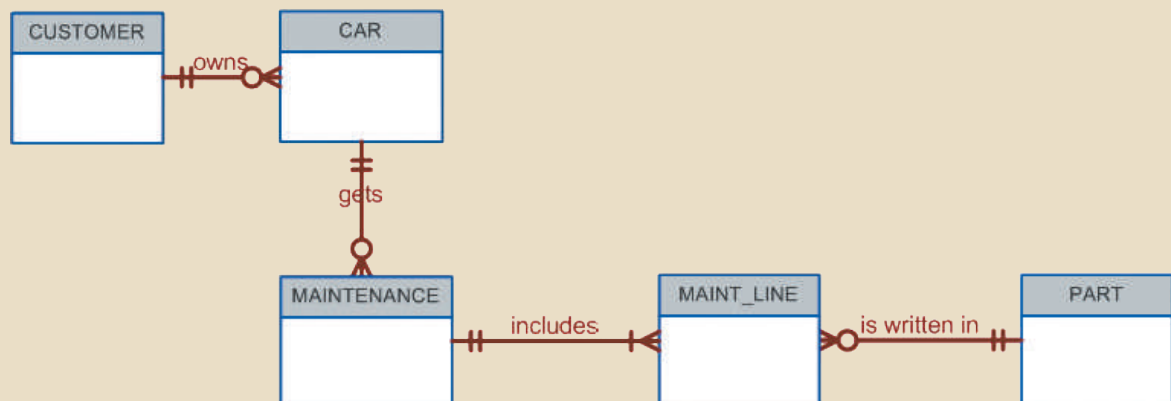 CUSTOMER
CAR
owns
gets
MAINTENANCE
MAINT_LINE
PART
includes
is written in